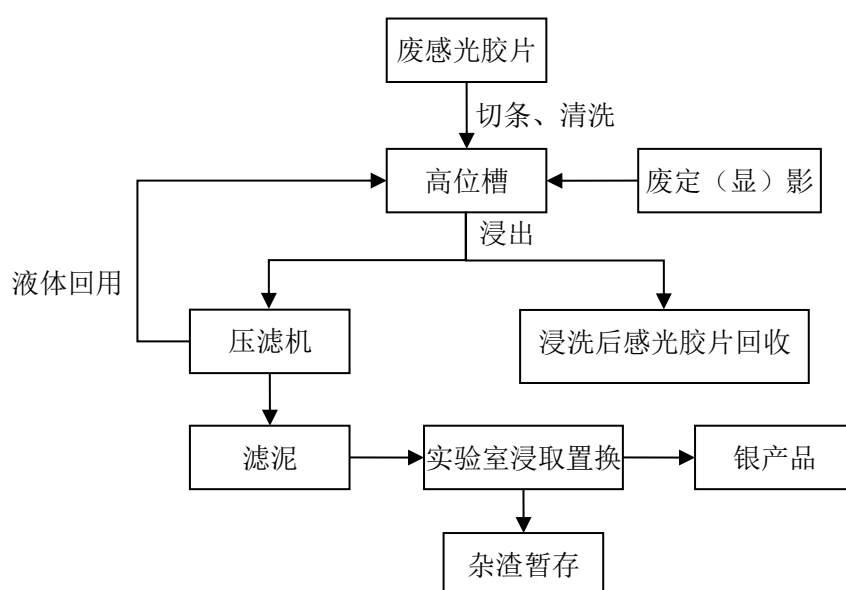 废感光胶片
切条、清洗
高位槽
废定（显）影
浸出
液体回用
压滤机
浸洗后感光胶片回收
滤泥
实验室浸取置换
银产品
杂渣暂存